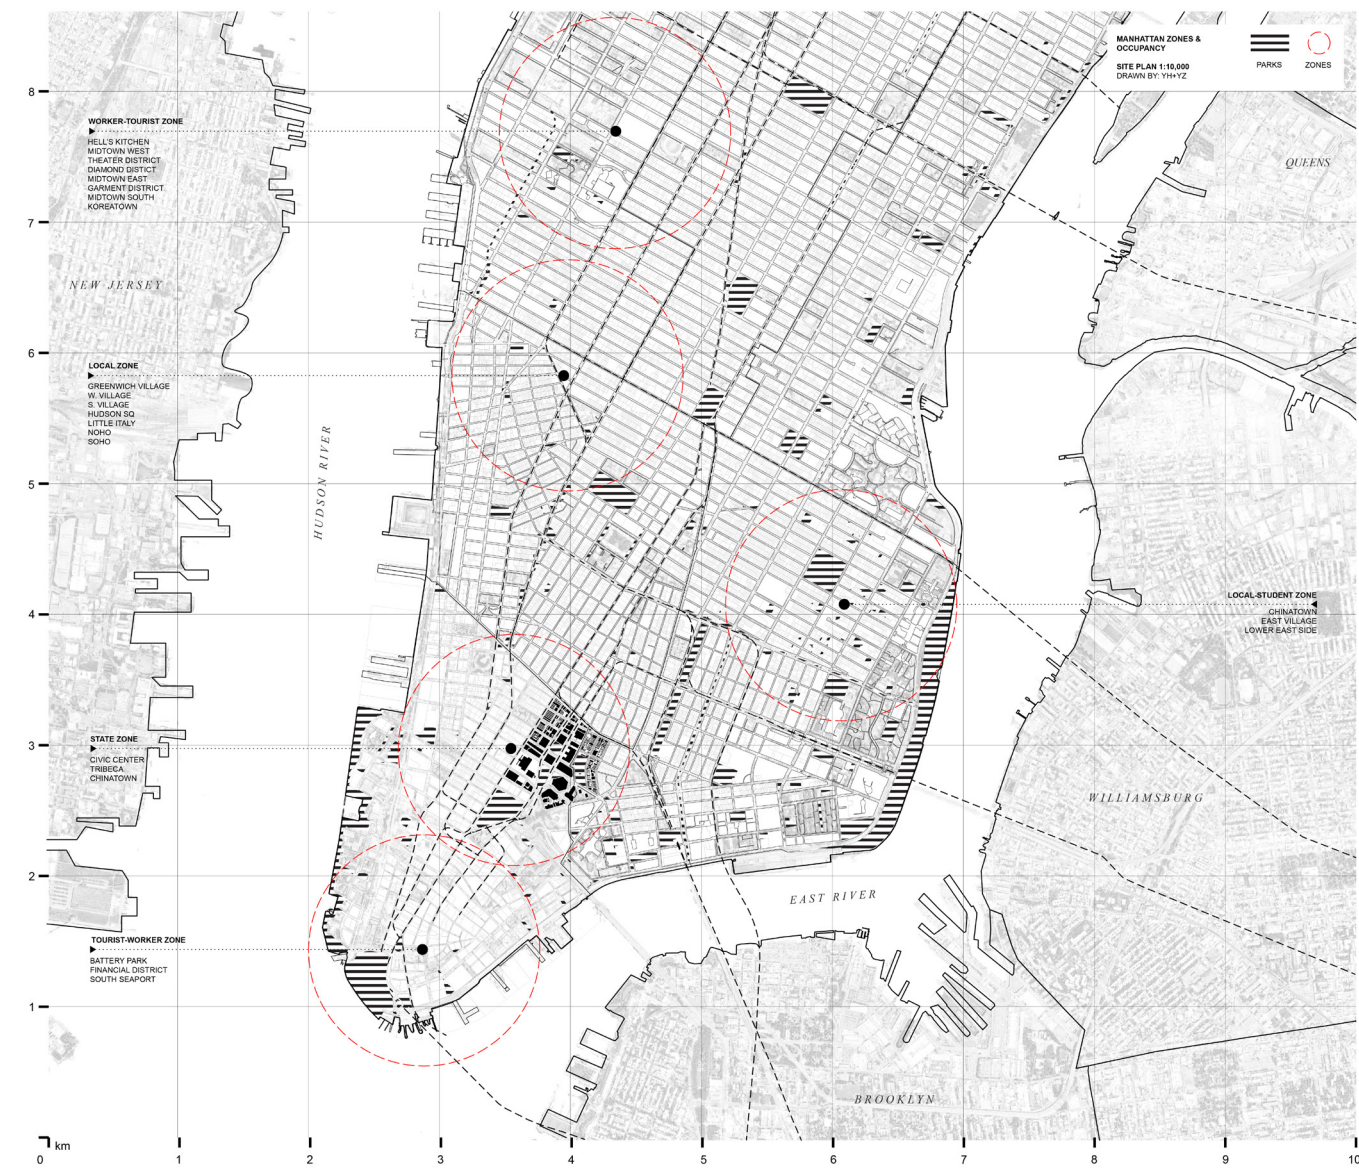 MANHATTAN ZONES &
OCCUPANCY
SITE PLAN 1:10,000
DRAWN BY: YH+YZ
PARKS
ZONES
8
7
6
5
4
3
2
1
WORKER-TOURIST ZONE
HELL'S KITCHEN
MIDTOWN WEST
THEATER DISTRICT
DIAMOND DISTICT
MIDTOWN EAST
GARMENT DISTRICT
MIDTOWN SOUTH
KOREATOWN
QUEENS
NEW JERSEY
LOCAL ZONE
GREENWICH VILLAGE
W. VILLAGE
S. VILLAGE
HUDSON SQ
LITTLE ITALY
NOHO
SOHO
HUDSON RIVER
LOCAL-STUDENT ZONE
CHINATOWN
EAST VILLAGE
LOWER EAST SIDE
STATE ZONE
CIVIC CENTER
TRIBECA
CHINATOWN
WILLIAMSBURG
EAST RIVER
TOURIST-WORKER ZONE
BATTERY PARK
FINANCIAL DISTRICT
SOUTH SEAPORT
BROOKLYN
km
0 1 2 3 4 5 6 7 8 9 10